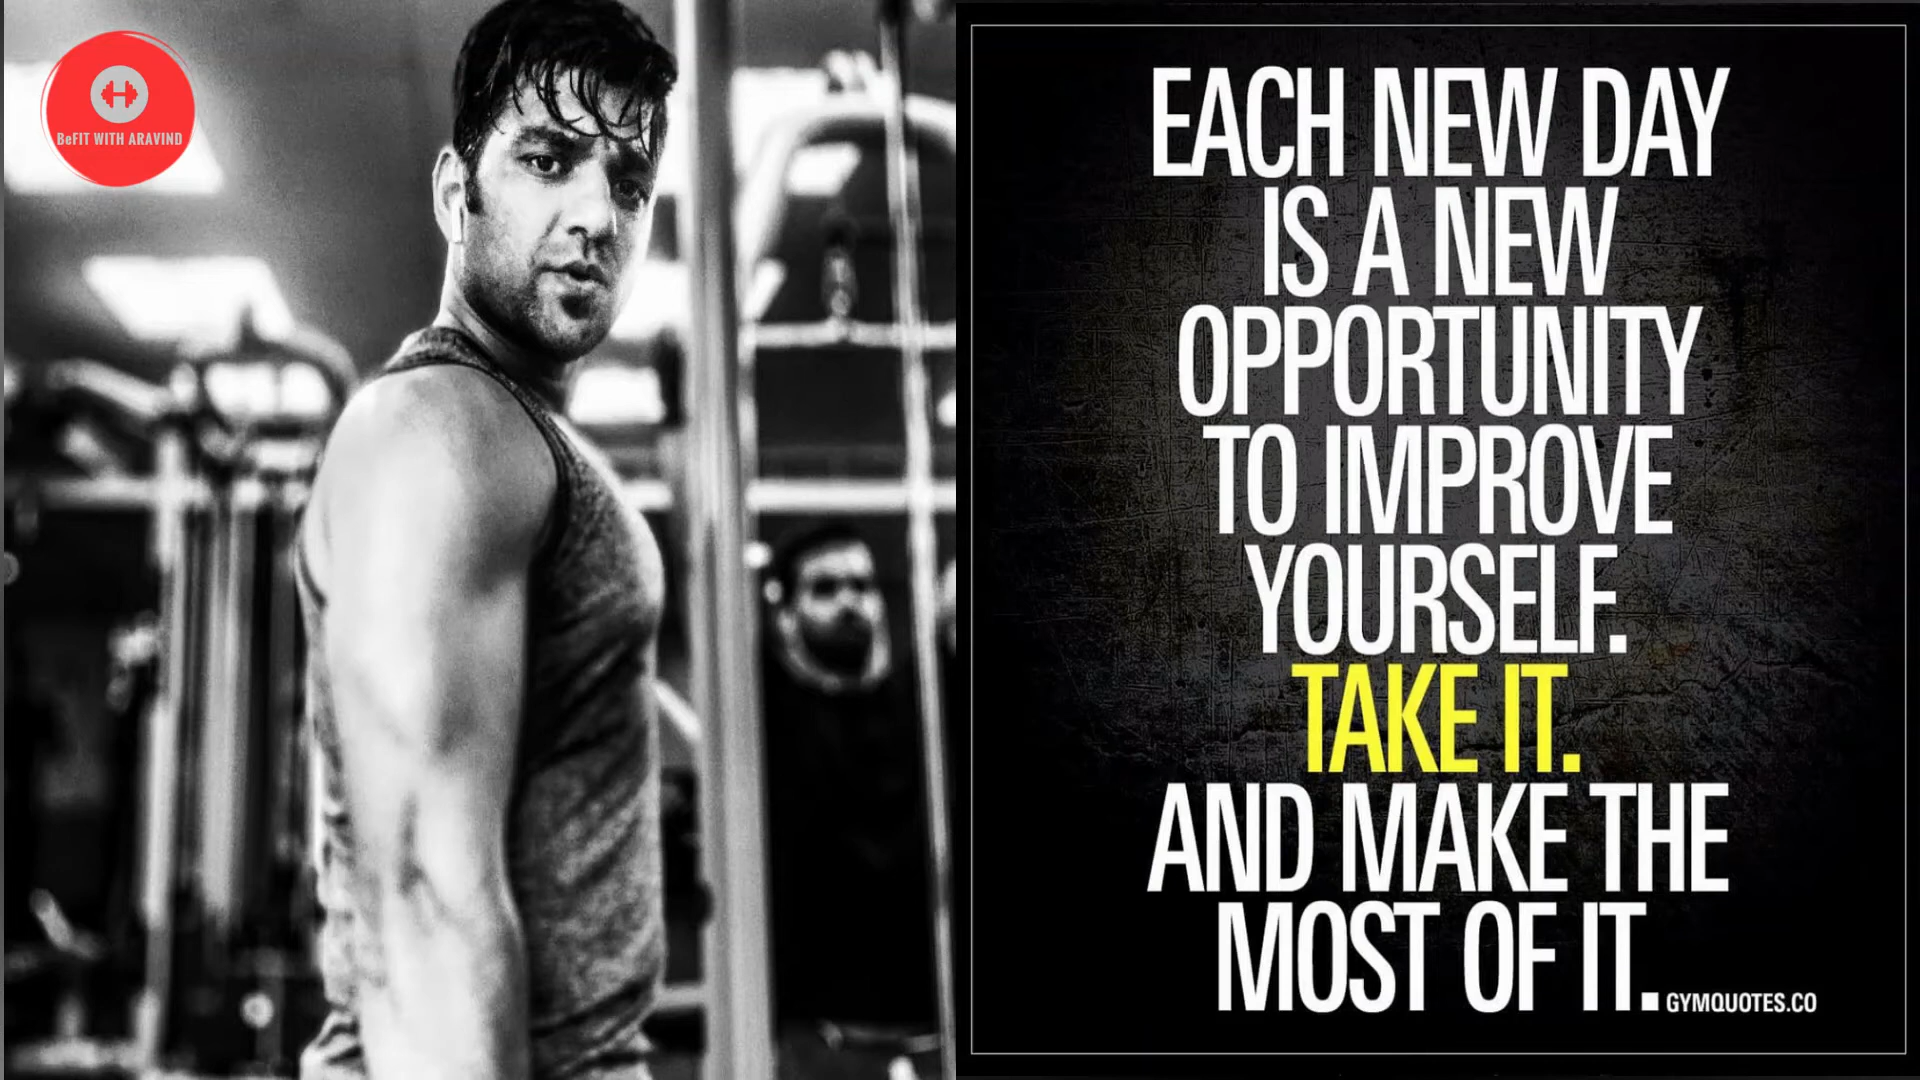 BeFIT WITH ARAVIND
EACH NEW DAY
IS A NEW
OPPORTUNITY
TO IMPROVE
YOURSELF.
TAKE IT.
AND MAKE THE
MOST OF IT.
GYMQUOTES.CO